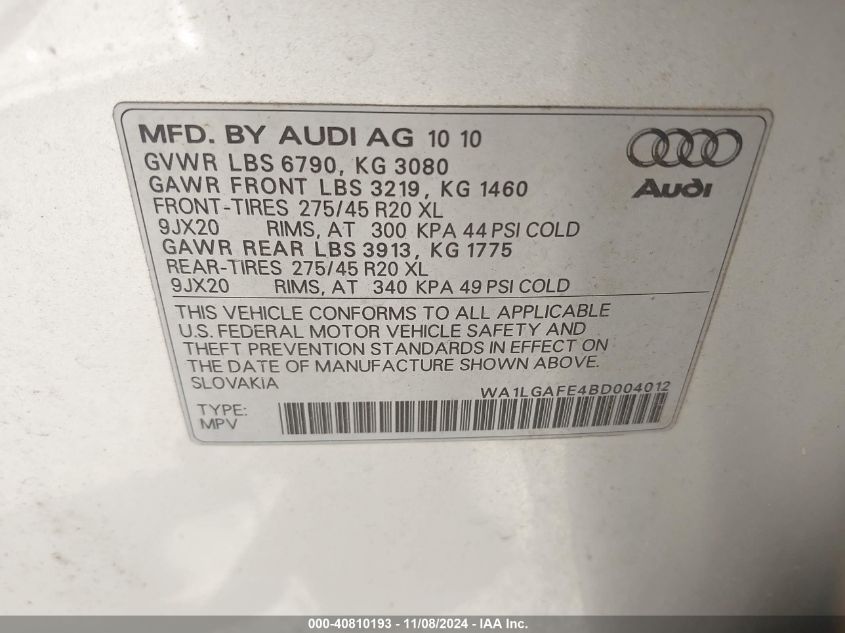 MFD. BY AUDI AG 10 10
Audi
GVWR LBS 6790, KG 3080
GAWR FRONT LBS 3219, KG 1460
FRONT-TIRES 275/45 R20 XL
9JX20 RIMS, AT 300 KPA 44 PSI COLD
GAWR REAR LBS 3913, KG 1775
REAR-TIRES 275/45 R20 XL
9JX20 RIMS, AT 340 KPA 49 PSI COLD
THIS VEHICLE CONFORMS TO ALL APPLICABLE
U.S. FEDERAL MOTOR VEHICLE SAFETY AND
THEFT PREVENTION STANDARDS IN EFFECT ON
THE DATE OF MANUFACTURE SHOWN ABOVE.
SLOVAKIA
WA1LGAFE4BD004012
TYPE:
MPV
000-40810193 - 11/08/2024 - IAA Inc.